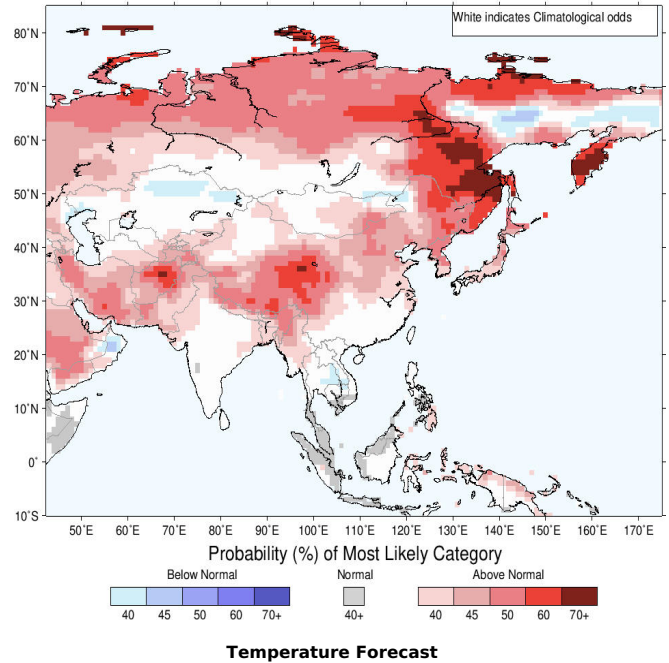 White indicates Climatological odds
80˚N
70˚N
60˚N
50˚N
40˚N
30˚N
20˚N
10˚N
0˚
10˚S
50˚E 60˚E 70˚E 80˚E 90˚E 100˚E 110˚E 120˚E 130˚E 140˚E 150˚E 160˚E 170˚E
Probability (%) of Most Likely Category
Below Normal Normal Above Normal
40 45 50 60 70+ 40+ 40 45 50 60 70+
Temperature Forecast